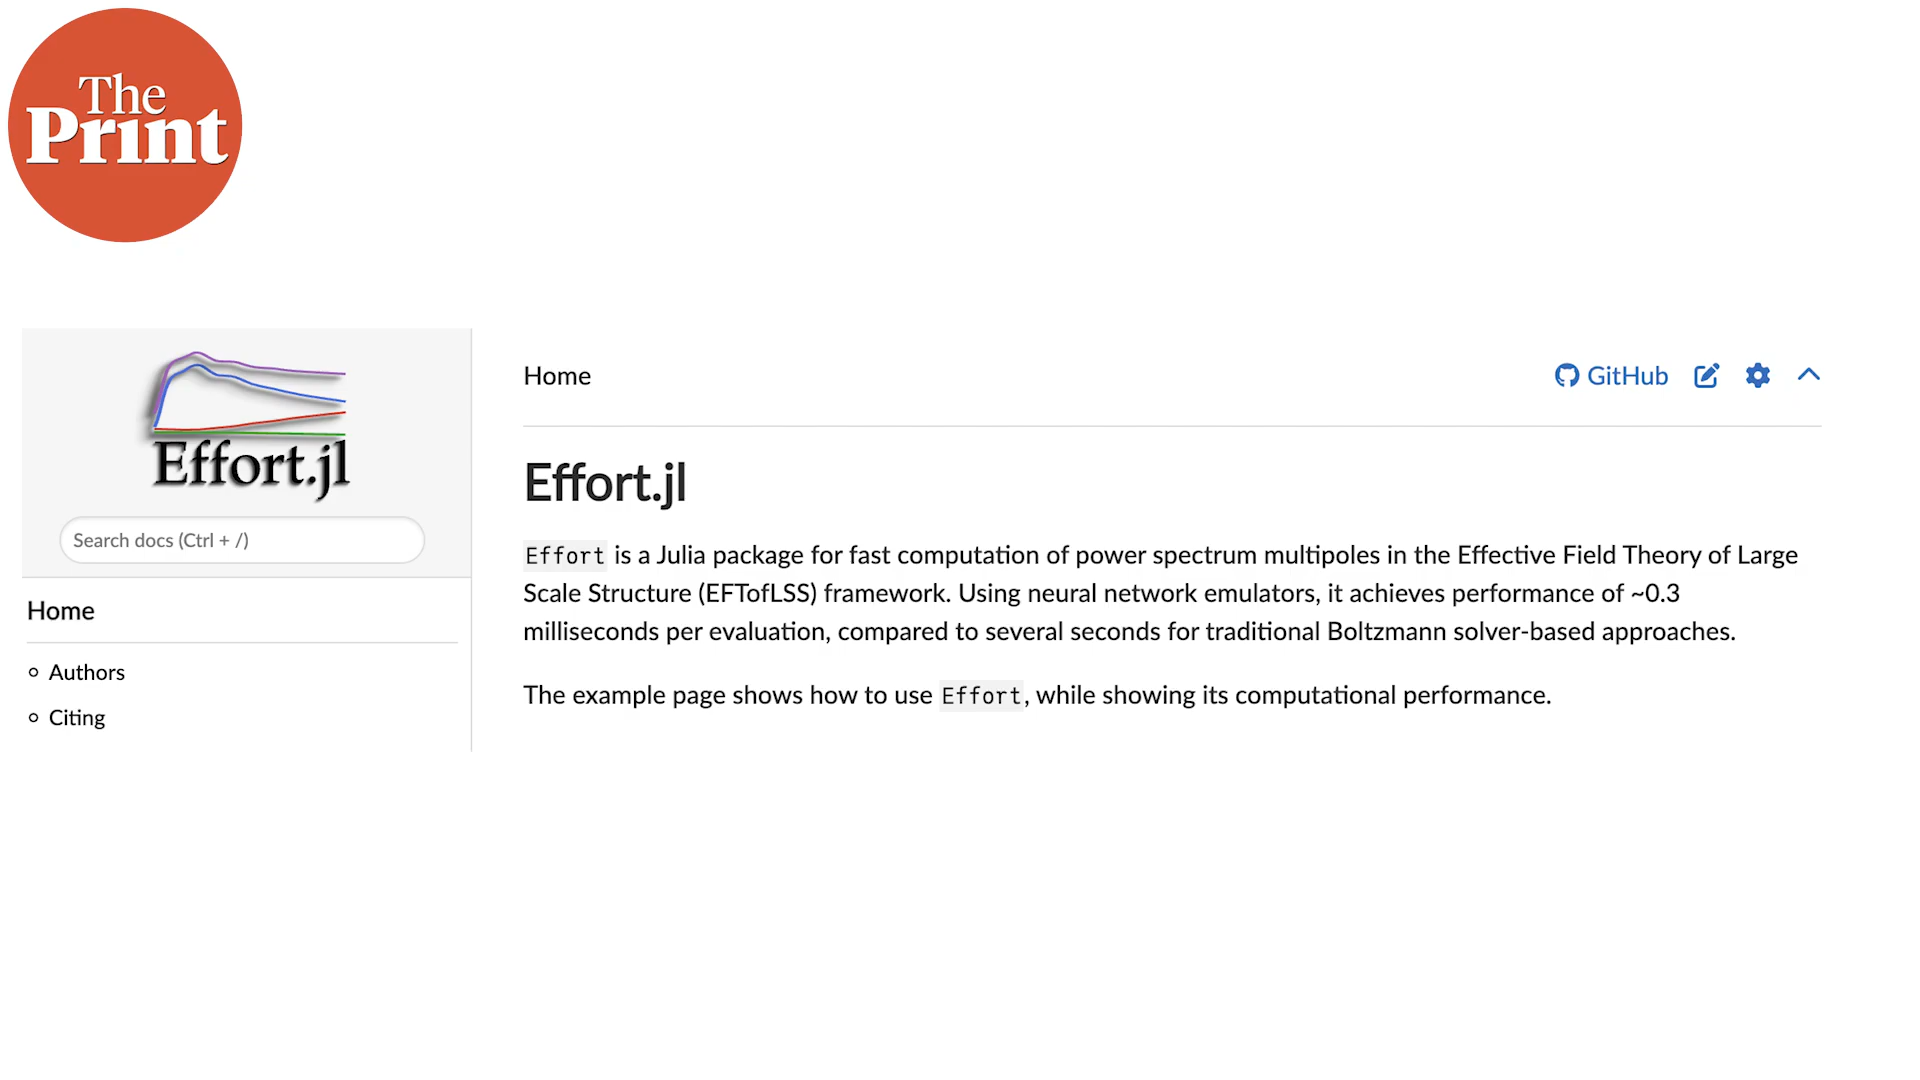 The
Print
Effort.jl
Search docs (Ctrl + /)
Home
Authors
Citing
Home
GitHub
Effort.jl
Effort is a Julia package for fast computation of power spectrum multipoles in the Effective Field Theory of Large
Scale Structure (EFTofLSS) framework. Using neural network emulators, it achieves performance of ~0.3
milliseconds per evaluation, compared to several seconds for traditional Boltzmann solver-based approaches.
The example page shows how to use Effort, while showing its computational performance.